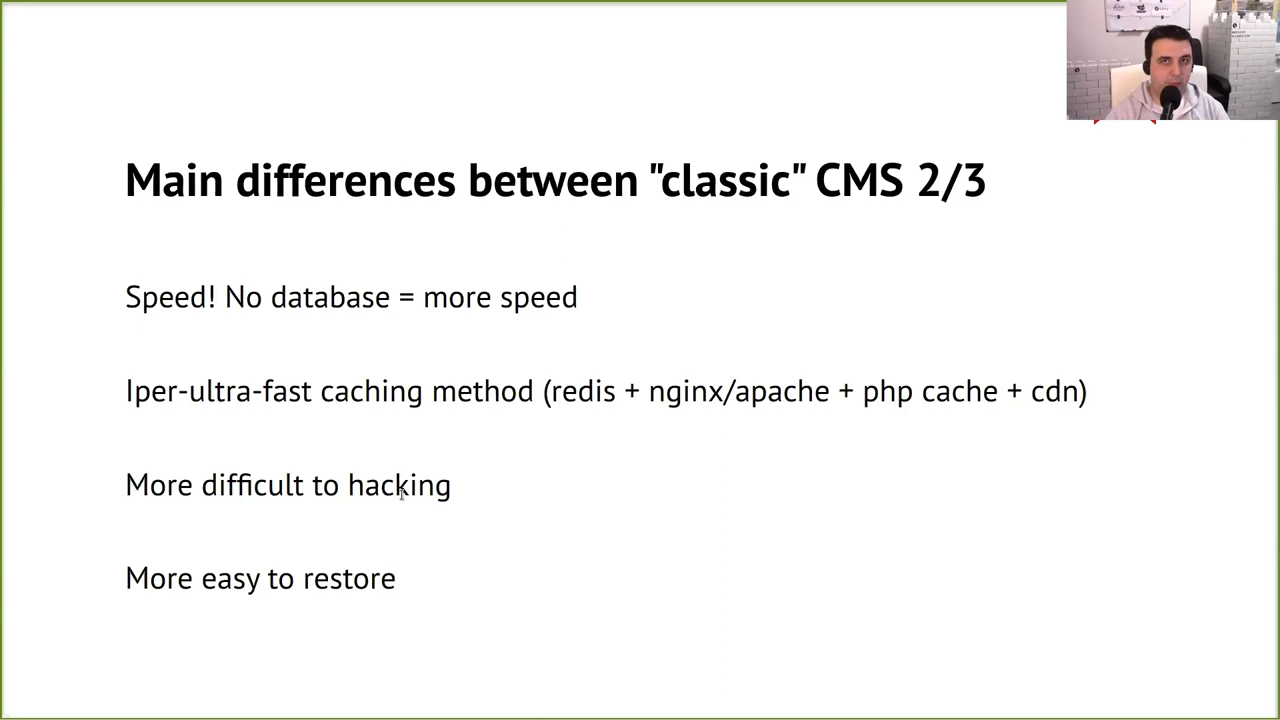 Main differences between "classic" CMS 2/3
Speed! No database = more speed
Iper-ultra-fast caching method (redis + nginx/apache + php cache + cdn)
More difficult to hacking
More easy to restore